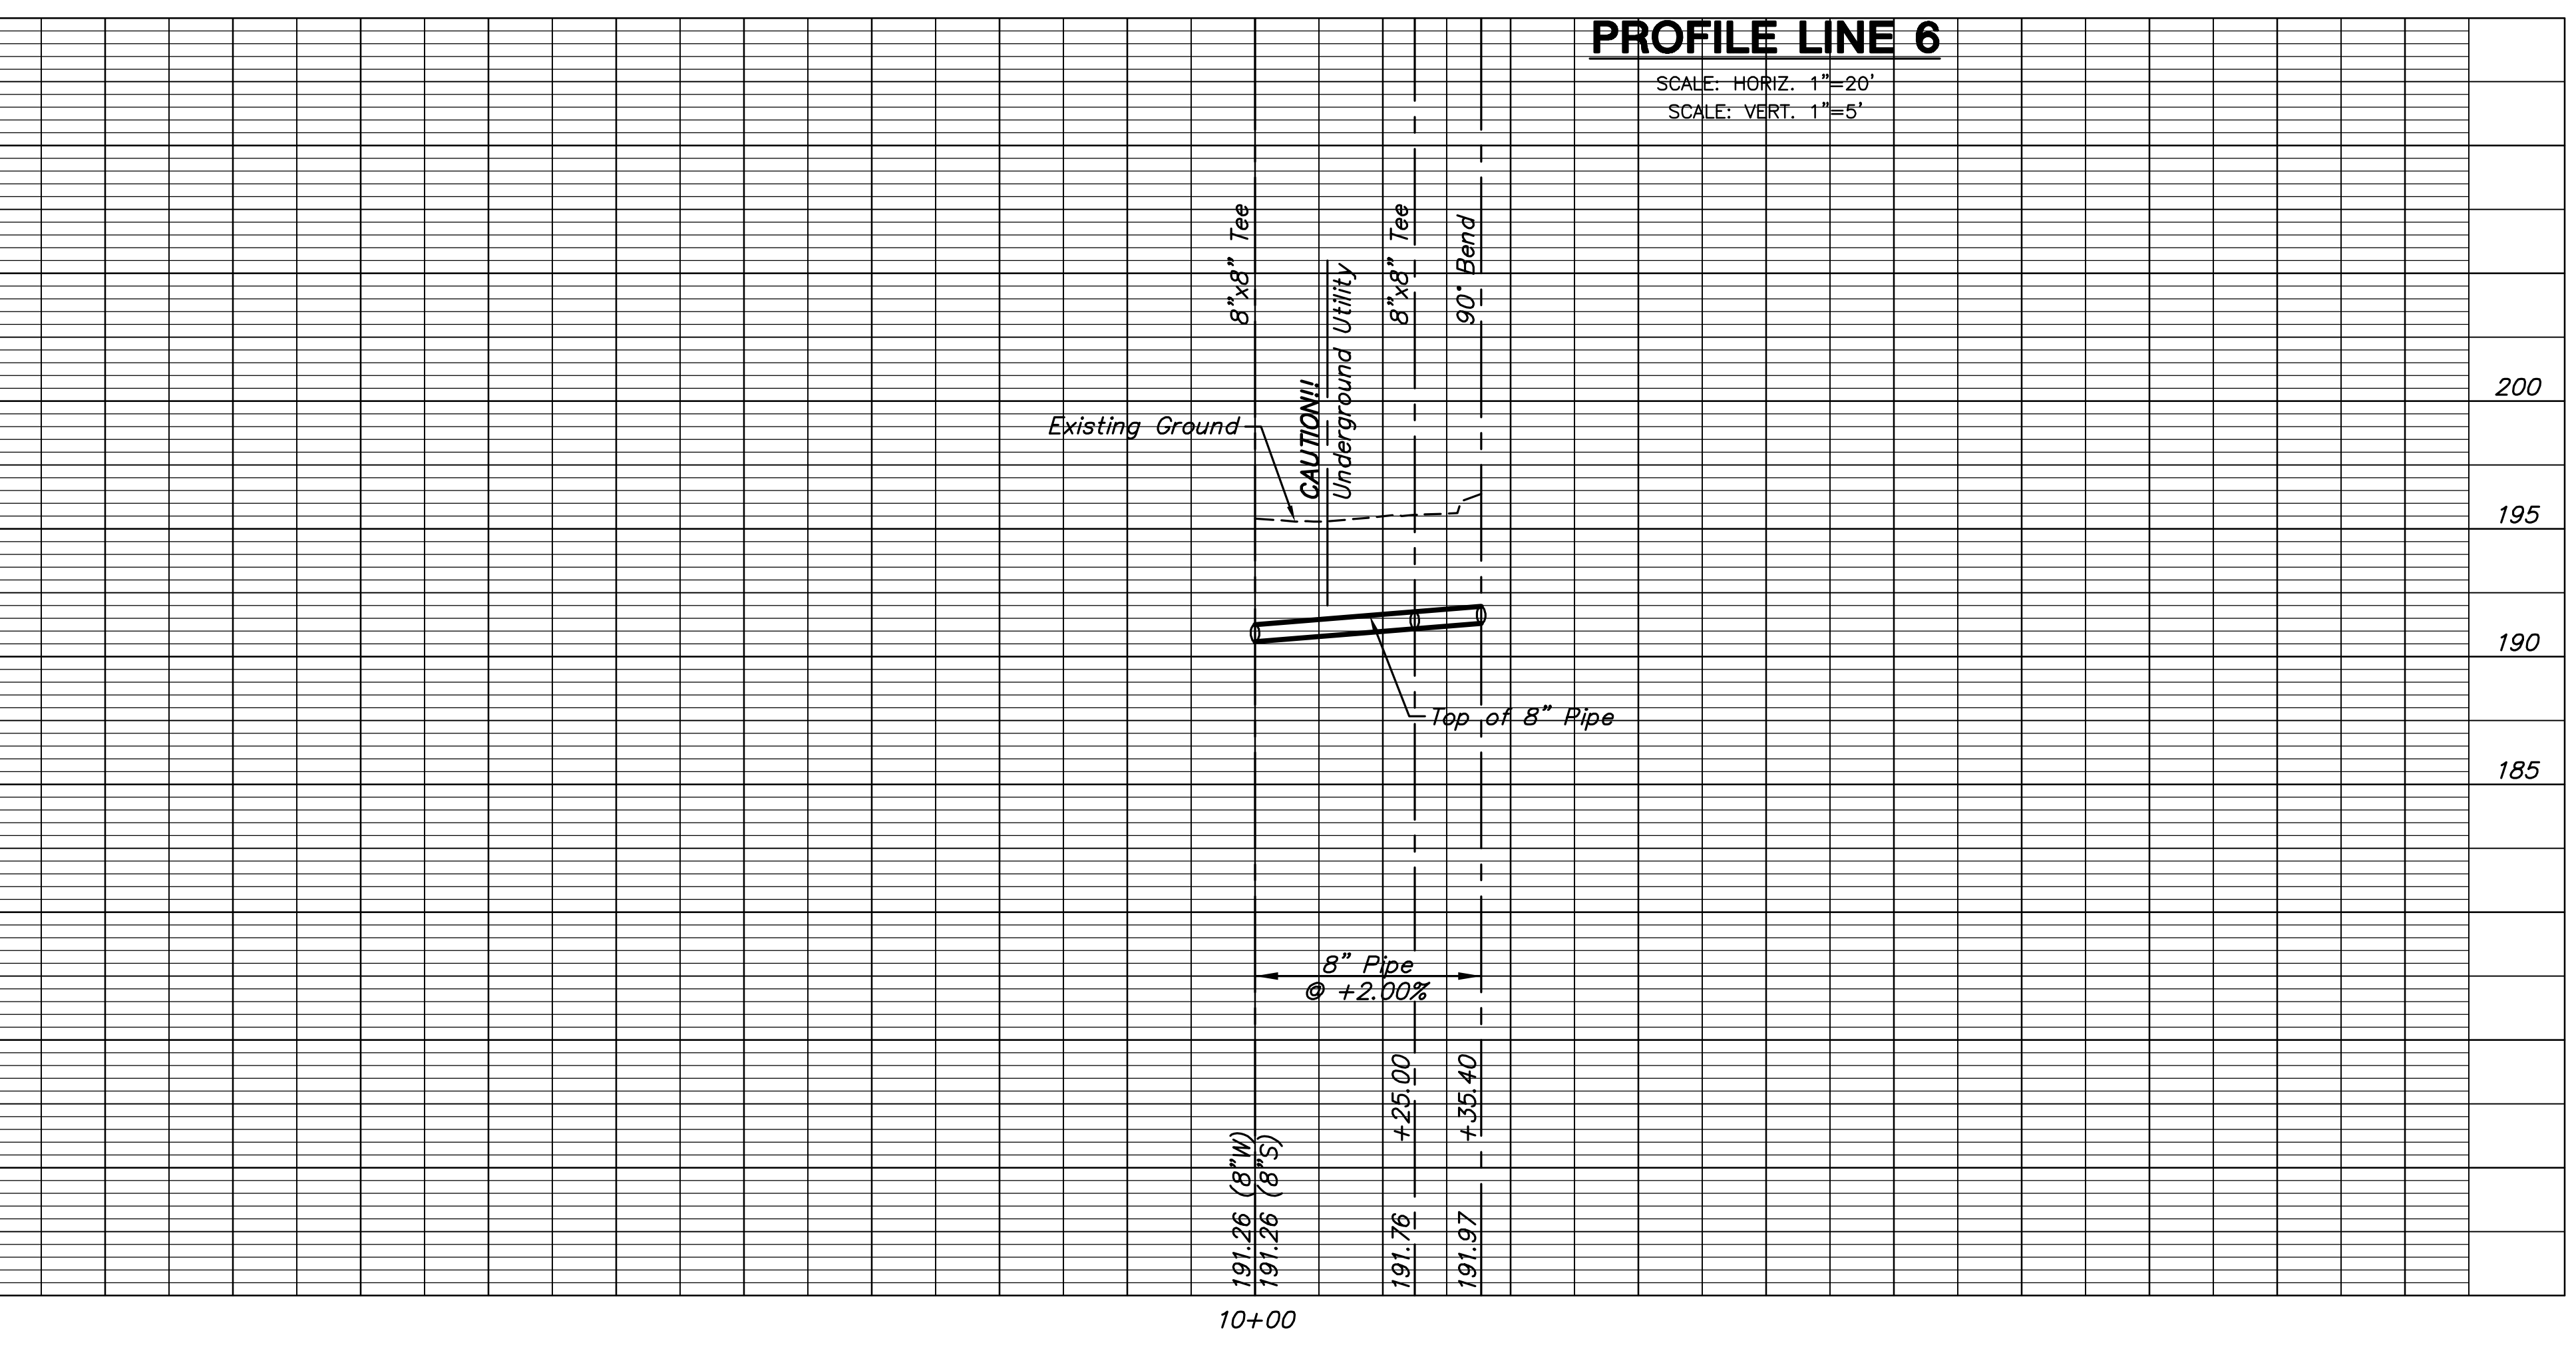 PROFILE LINE 6
SCALE: HORIZ. 1"=20'
SCALE: VERT. 1"=5'
8"x8" Tee
CAUTION!!
Underground Utility
8"x8" Tee
90° Bend
Existing Ground
200
195
190
185
Top of 8" Pipe
8" Pipe
@ +2.00%
191.26 (8"W)
191.26 (8"S)
191.76 +25.00
191.97 +35.40
10+00